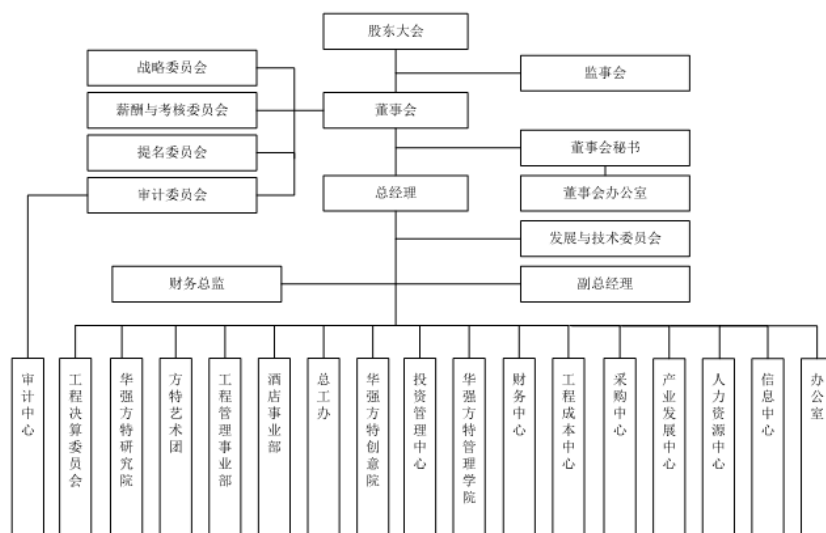 股东大会
战略委员会
监事会
薪酬与考核委员会
董事会
提名委员会
董事会秘书
审计委员会
总经理
董事会办公室
发展与技术委员会
财务总监
副总经理
审计中心
工程决算委员会
华强方特研究院
方特艺术团
工程管理事业部
酒店事业部
总工办
华强方特创意院
投资管理中心
华强方特管理学院
财务中心
工程成本中心
采购中心
产业发展中心
人力资源中心
信息中心
办公室